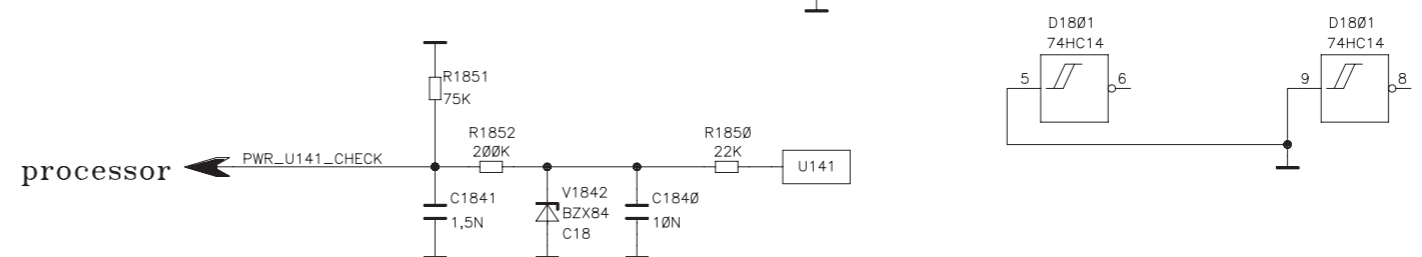 D18Ø1
74HC14
5
6
D18Ø1
74HC14
9
8
R1851
75K
R1852
2ØØK
R185Ø
22K
processor
PWR_U141_CHECK
U141
C1841
1,5N
V1842
BZX84
C18
C184Ø
1ØN